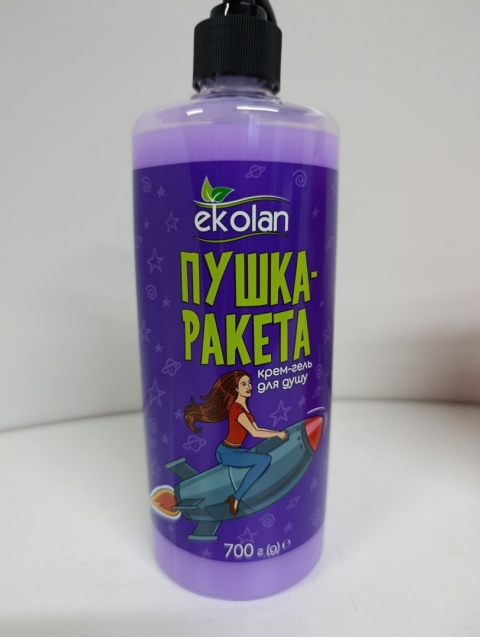 ekolan
ПУШКА-
РАКЕТА
крем-гель
для душу
700 г (g) ℮